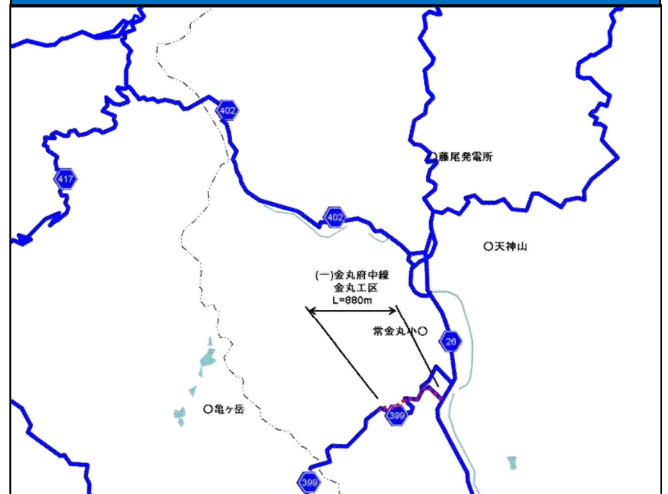 402
藤尾発電所
417
402
天神山
(一)金丸府中線
金丸工区
L=880m
常金丸小
26
亀ヶ岳
399
399